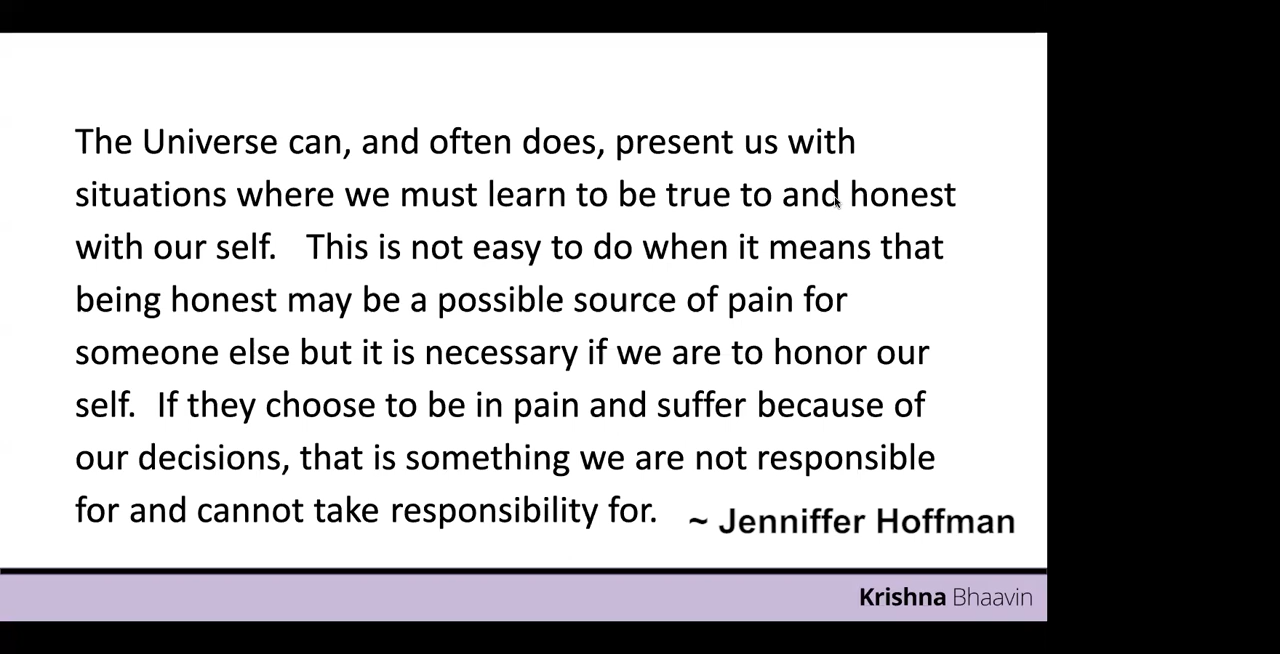 The Universe can, and often does, present us with
situations where we must learn to be true to and honest
with our self.   This is not easy to do when it means that
being honest may be a possible source of pain for
someone else but it is necessary if we are to honor our
self.  If they choose to be in pain and suffer because of
our decisions, that is something we are not responsible
for and cannot take responsibility for.
~ Jenniffer Hoffman
Krishna Bhaavin